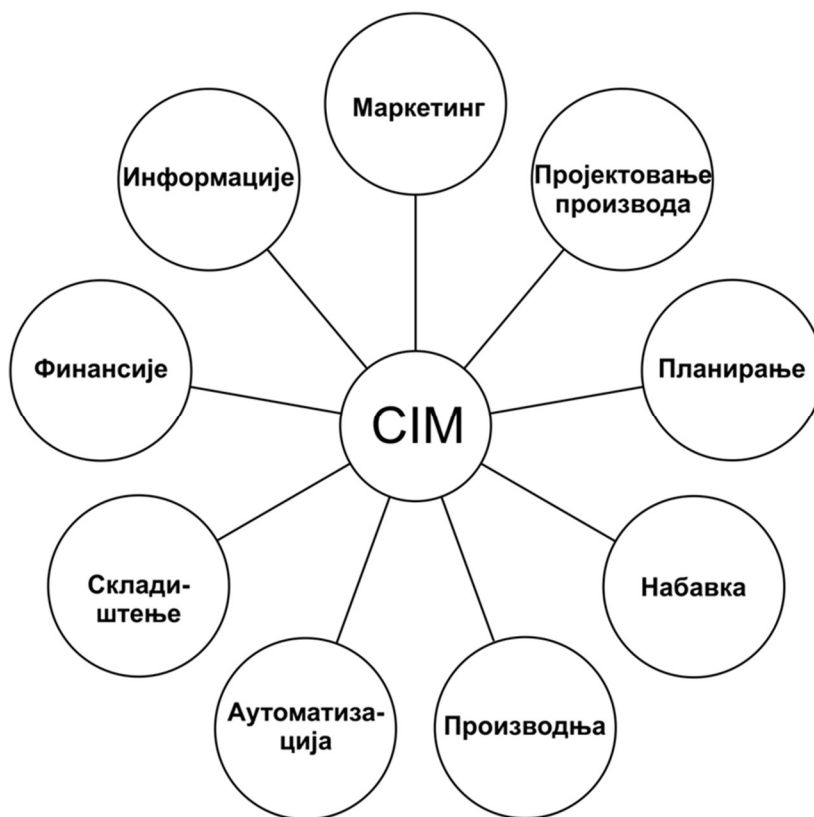 Маркетинг
Пројектовање
производа
Планирање
Набавка
Производња
Аутоматиза-
ција
Склади-
штење
Финансије
Информације
CIM